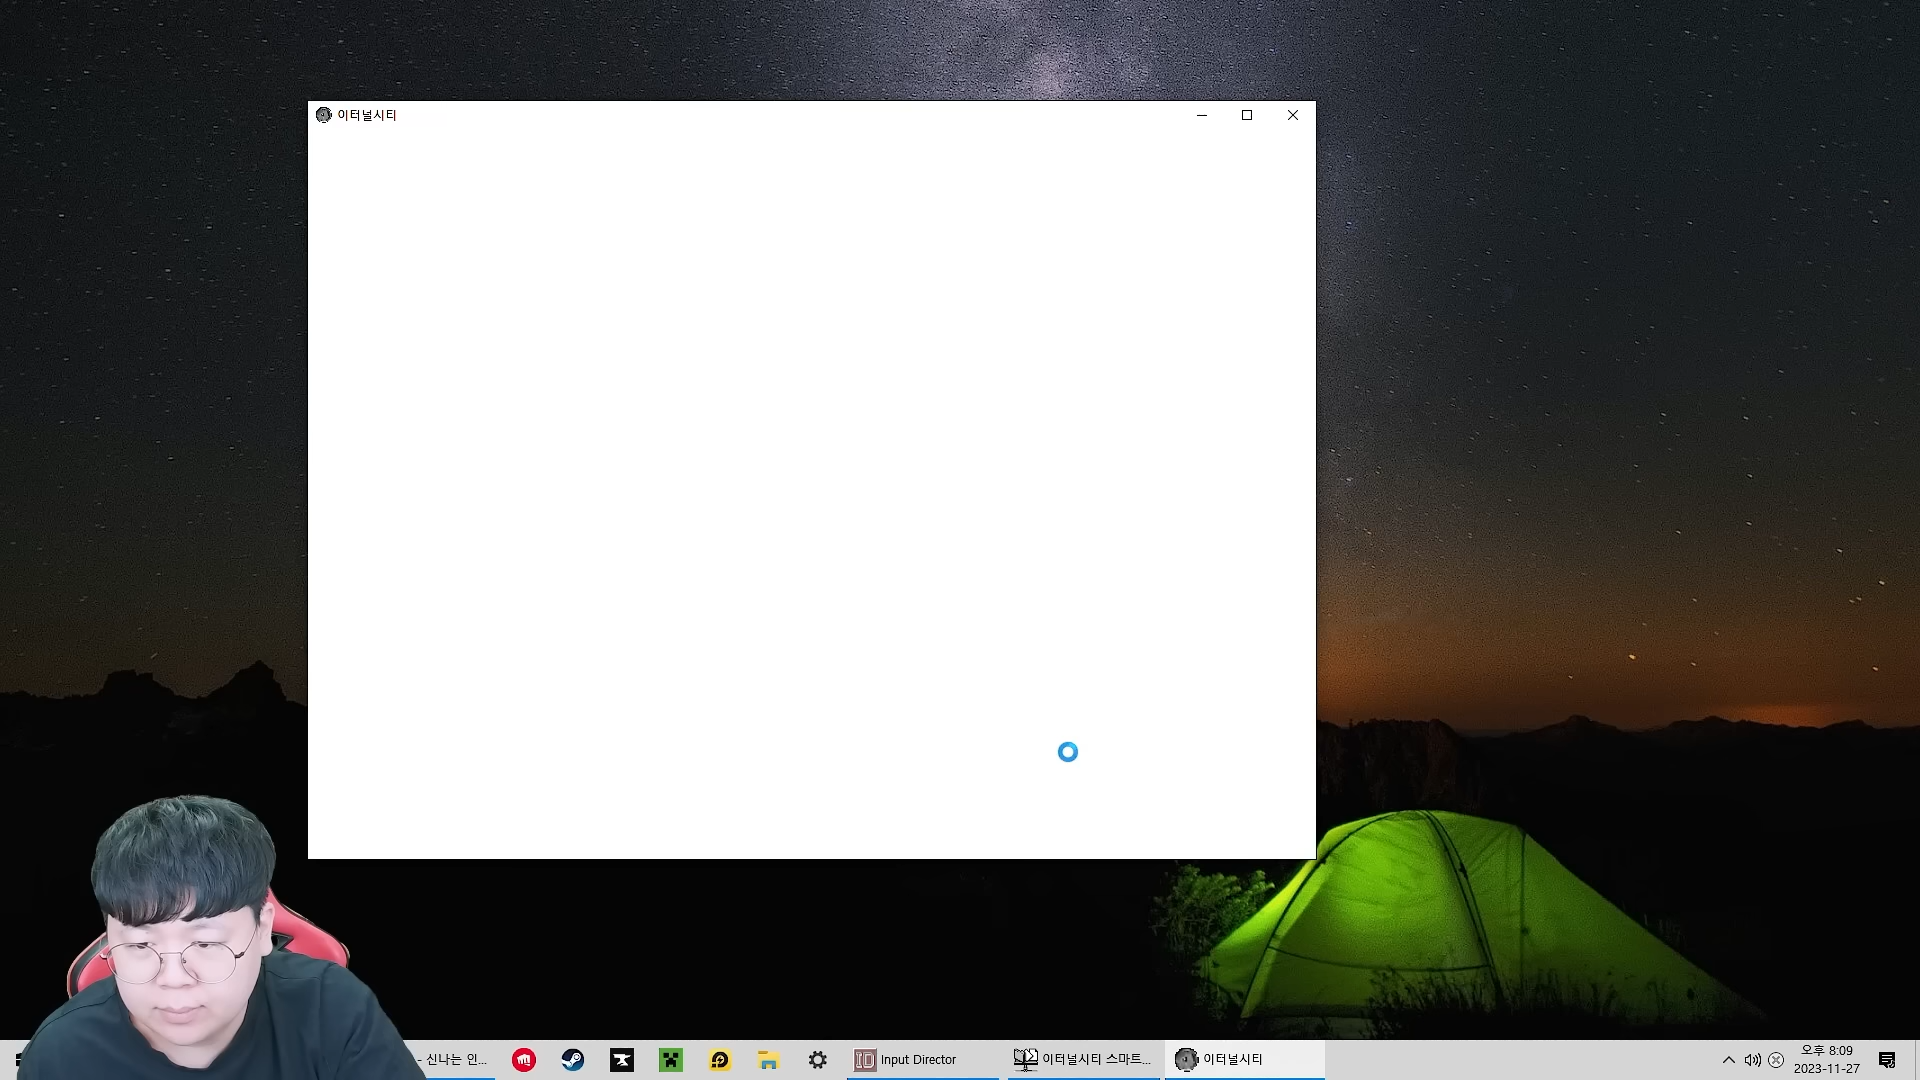 이터널시티
- 신나는 인...
Input Director
이터널시티 스마트...
이터널시티
오후 8:09
2023-11-27